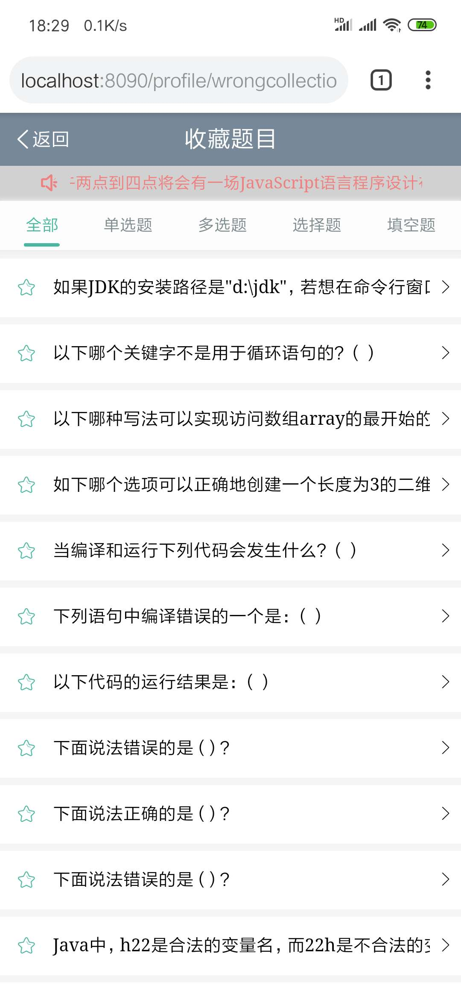 18:29 0.1K/s HD 74
localhost:8090/profile/wrongcollectio 1
返回 收藏题目
两点到四点将会有一场JavaScript语言程序设计
全部 单选题 多选题 选择题 填空题
如果JDK的安装路径是"d:\jdk"，若想在命令行窗口
以下哪个关键字不是用于循环语句的?（ ）
以下哪种写法可以实现访问数组array的最开始的
如下哪个选项可以正确地创建一个长度为3的二维
当编译和运行下列代码会发生什么?（ ）
下列语句中编译错误的一个是：（ ）
以下代码的运行结果是：（ ）
下面说法错误的是 ( ) ?
下面说法正确的是 ( ) ?
下面说法错误的是 ( ) ?
Java中，h22是合法的变量名，而22h是不合法的